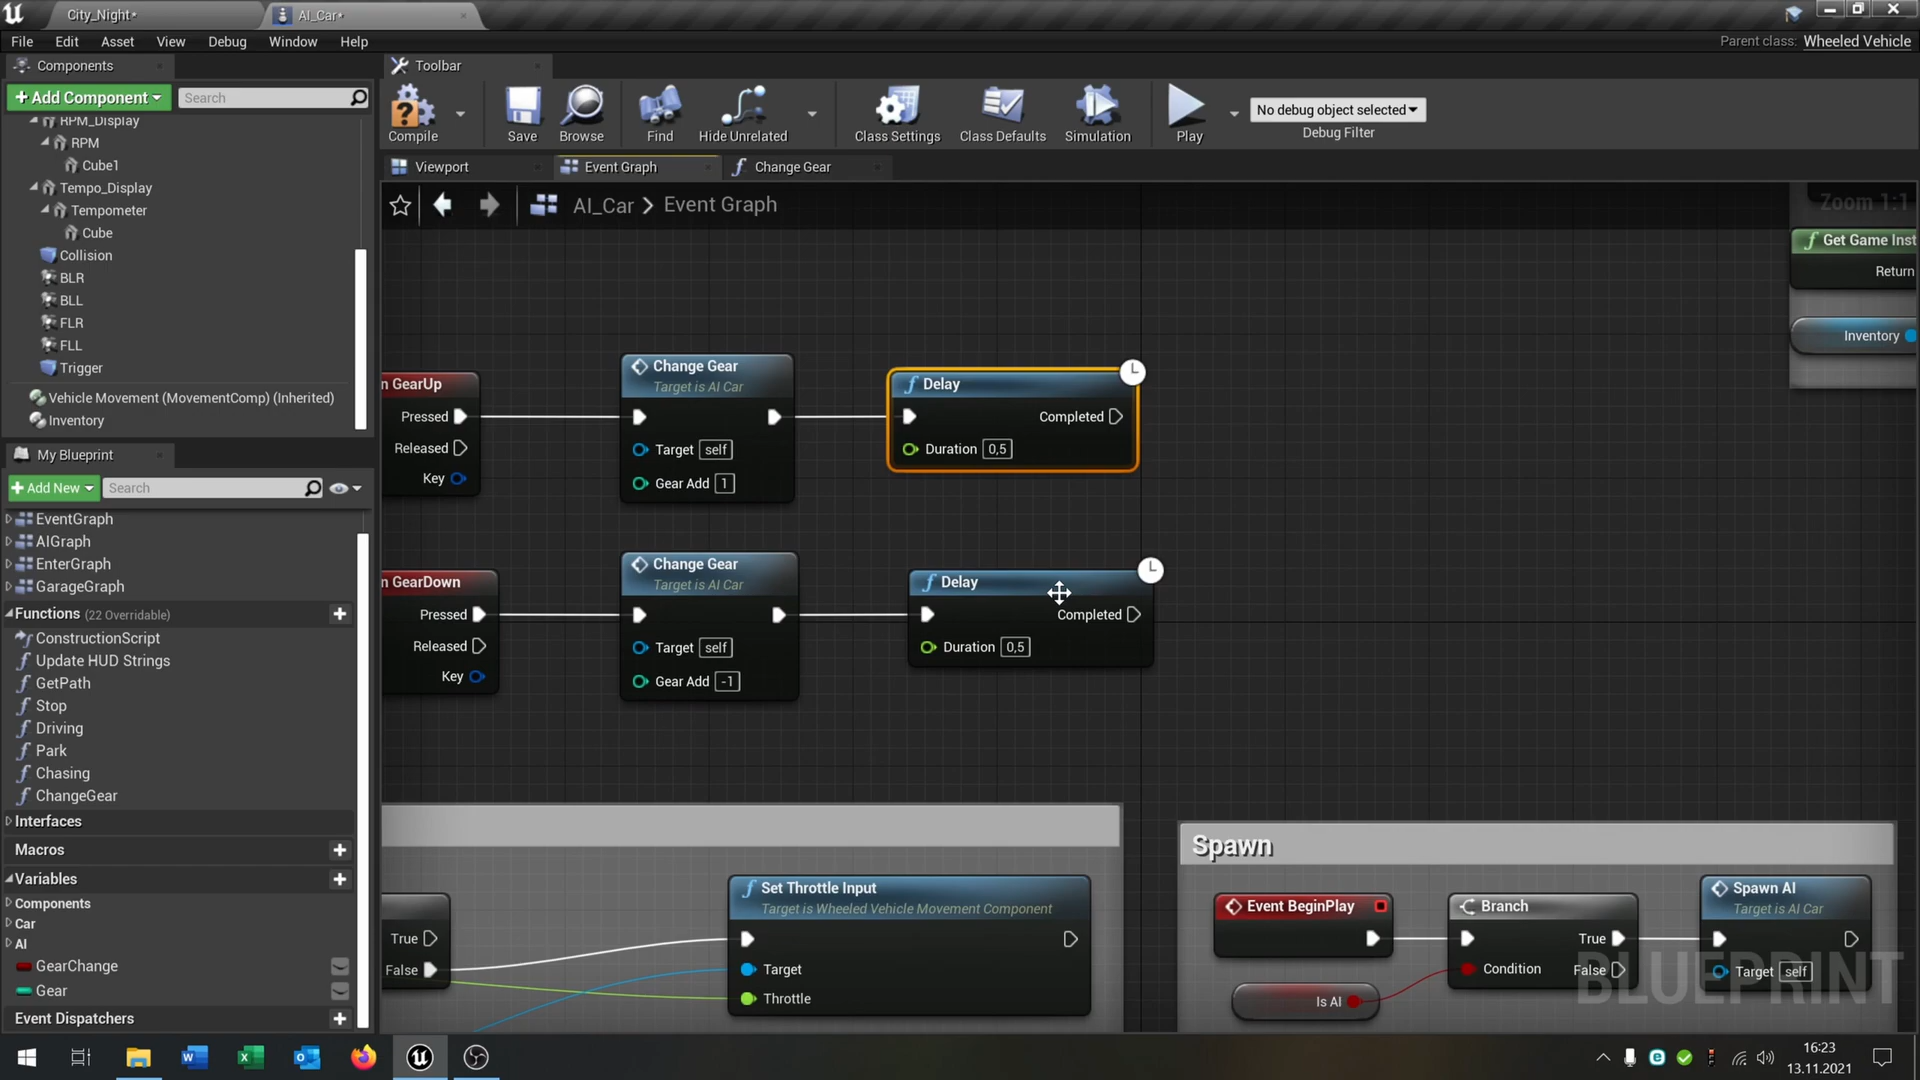 City_Night*
AI_Car*
File Edit Asset View Debug Window Help
Parent class: Wheeled Vehicle
Components
Toolbar
+ Add Component
Search
RPM_Display
RPM
Cube1
Tempo_Display
Tempometer
Cube
Collision
BLR
BLL
FLR
FLL
Trigger
Vehicle Movement (MovementComp) (Inherited)
Inventory
Compile
Save
Browse
Find
Hide Unrelated
Class Settings
Class Defaults
Simulation
Play
No debug object selected
Debug Filter
Viewport
Event Graph
Change Gear
AI_Car > Event Graph
Zoom 1:1
My Blueprint
+ Add New
Search
EventGraph
AIGraph
EnterGraph
GarageGraph
Functions (22 Overridable)
ConstructionScript
Update HUD Strings
GetPath
Stop
Driving
Park
Chasing
ChangeGear
Interfaces
Macros
Variables
Components
Car
AI
GearChange
Gear
Event Dispatchers
n GearUp
Pressed
Released
Key
Change Gear
Target is AI Car
Target self
Gear Add 1
Delay
Completed
Duration 0,5
n GearDown
Pressed
Released
Key
Change Gear
Target is AI Car
Target self
Gear Add -1
Delay
Completed
Duration 0,5
Get Game Inst
Return
Inventory
True
False
Set Throttle Input
Target is Wheeled Vehicle Movement Component
Target
Throttle
Spawn
Event BeginPlay
Is AI
Branch
True
Condition
False
Spawn AI
Target is AI Car
Target self
BLUEPRINT
16:23
13.11.2021